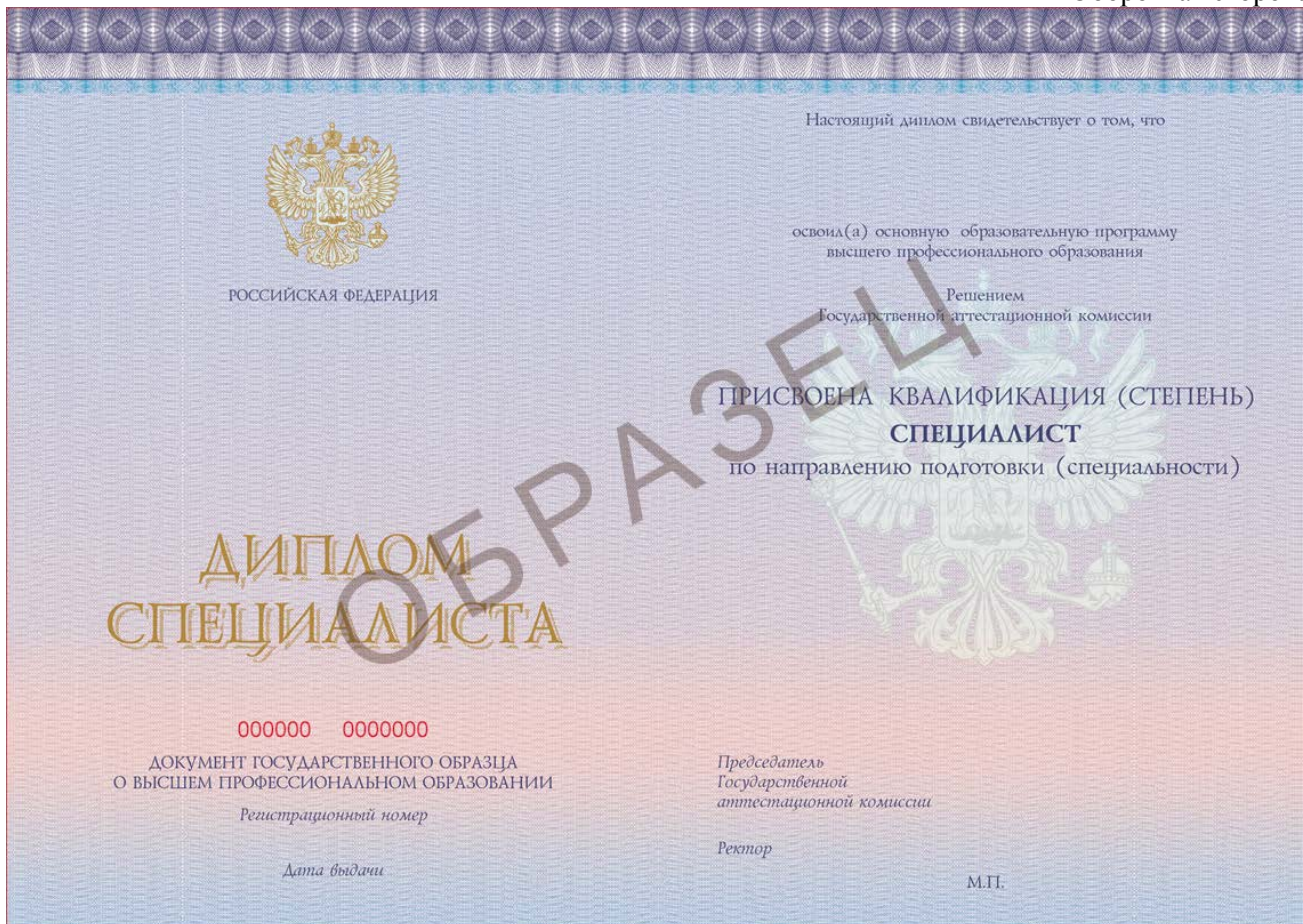 РОССИЙСКАЯ ФЕДЕРАЦИЯ
ДИПЛОМ
СПЕЦИАЛИСТА
000000 0000000
ДОКУМЕНТ ГОСУДАРСТВЕННОГО ОБРАЗЦА
О ВЫСШЕМ ПРОФЕССИОНАЛЬНОМ ОБРАЗОВАНИИ
Регистрационный номер
Дата выдачи
Настоящий диплом свидетельствует о том, что
освоил(а) основную образовательную программу
высшего профессионального образования
Решением
Государственной аттестационной комиссии
ПРИСВОЕНА КВАЛИФИКАЦИЯ (СТЕПЕНЬ)
СПЕЦИАЛИСТ
по направлению подготовки (специальности)
Председатель
Государственной
аттестационной комиссии
Ректор
М.П.
ОБРАЗЕЦ